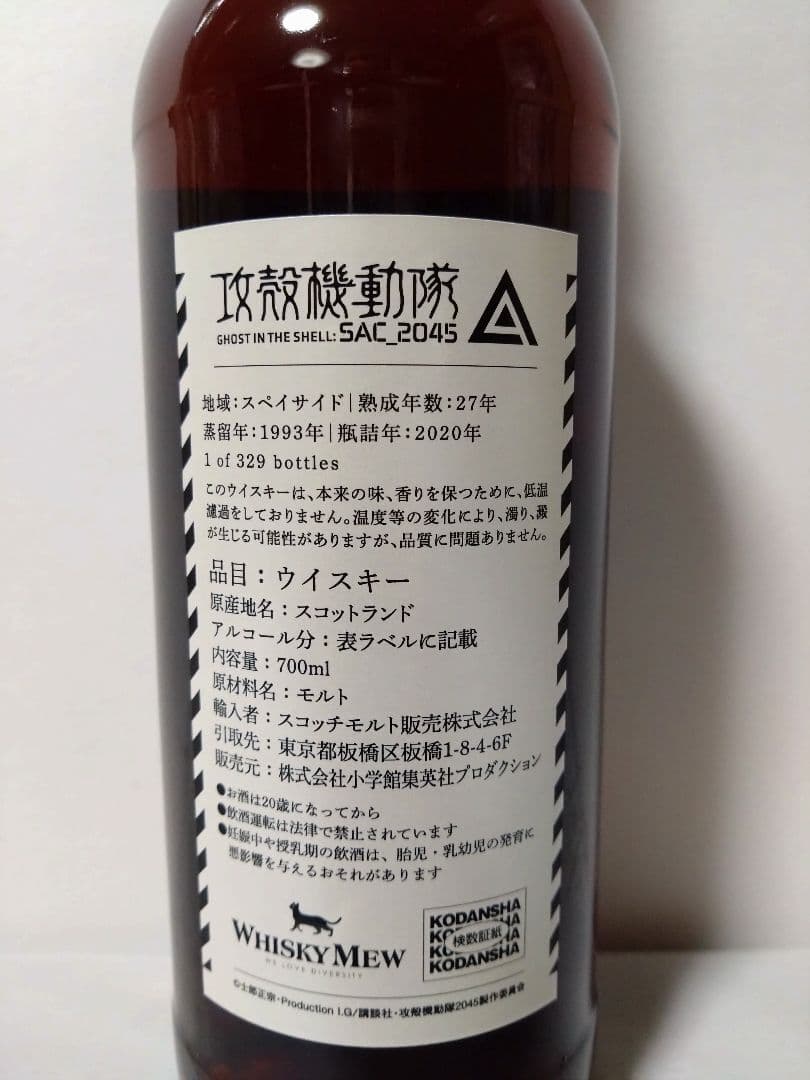 攻殻機動隊
GHOST IN THE SHELL: SAC_2045
地域：スペイサイド｜熟成年数：27年
蒸留年：1993年｜瓶詰年：2020年
1 of 329 bottles
このウイスキーは、本来の味、香りを保つために、低温
濾過をしておりません。温度等の変化により、濁り、澱
が生じる可能性がありますが、品質に問題ありません。
品目：ウイスキー
原産地名：スコットランド
アルコール分：表ラベルに記載
内容量：700ml
原材料名：モルト
輸入者：スコッチモルト販売株式会社
引取先：東京都板橋区板橋1-8-4-6F
販売元：株式会社小学館集英社プロダクション
●お酒は20歳になってから
●飲酒運転は法律で禁止されています
●妊娠中や授乳期の飲酒は、胎児・乳幼児の発育に
悪影響を与えるおそれがあります
WHISKY MEW
WE LOVE DIVERSITY
KODANSHA
KODANSHA
検数証紙
KODANSHA
KODANSHA
©士郎正宗・Production I.G/講談社・攻殻機動隊2045製作委員会